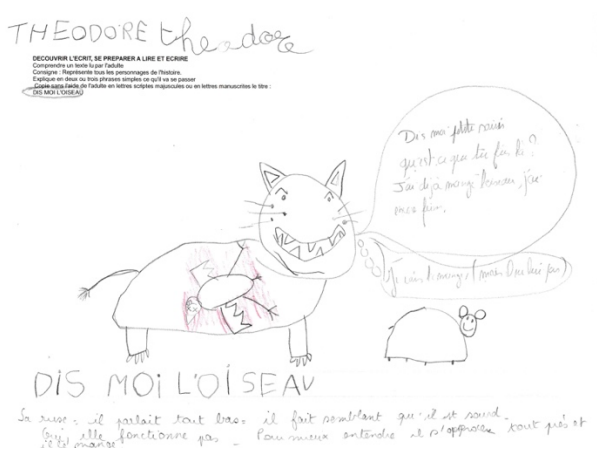 THEODORE theodore
DECOUVRIR L'ECRIT, SE PREPARER A LIRE ET ECRIRE
Comprendre un texte lu par l'adulte
Consigne : Représente tous les personnages de l'histoire.
Explique en deux ou trois phrases simples ce qu'il va se passer
Copie sans l'aide de l'adulte en lettres scriptes majuscules ou en lettres manuscrites le titre :
DIS MOI L'OISEAU
Dis moi petite souris
qu'est ce que tu fais là ?
J'ai déjà mangé l'oiseau, j'ai
assez faim.
Je vais la manger
DIS MOI L'OISEAU
Sa ruse = il parlait tout bas = il fait semblant qu'il est sourd.
elle fonctionne pas. Pour mieux entendre il s'approche tout près et
il le mange